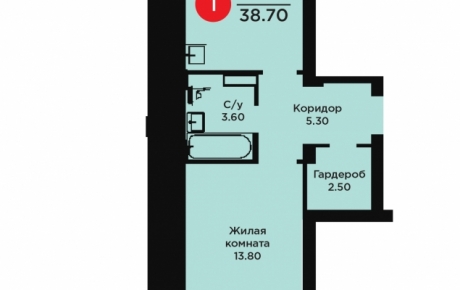 1
38.70
С/у
3.60
Коридор
5.30
Гардероб
2.50
Жилая
комната
13.80